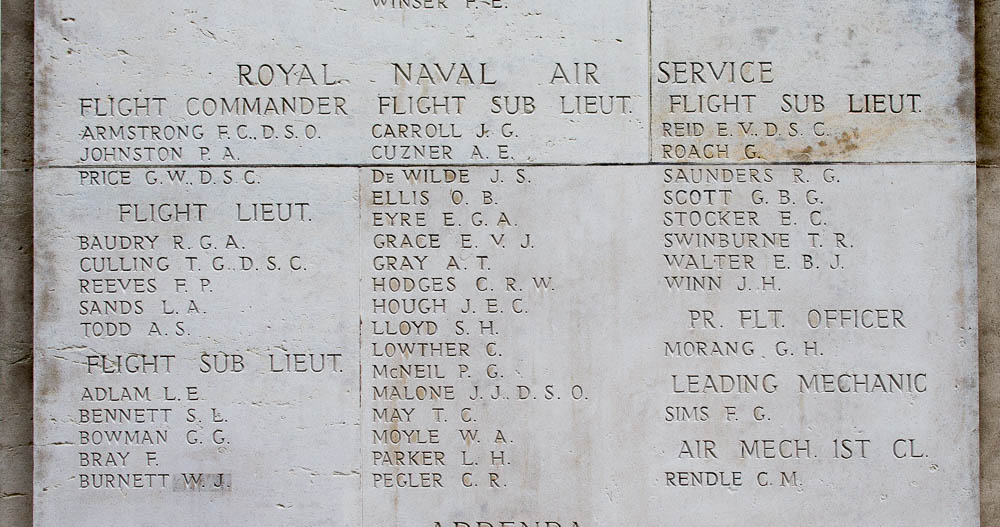 WINSER F. E.
ROYAL NAVAL AIR SERVICE
FLIGHT COMMANDER
ARMSTRONG F. C., D. S. O.
JOHNSTON P. A.
PRICE G. W., D. S. C.
FLIGHT LIEUT.
BAUDRY R. G. A.
CULLING T. G., D. S. C.
REEVES F. P.
SANDS L. A.
TODD A. S.
FLIGHT SUB LIEUT.
ADLAM L. E.
BENNETT S. L.
BOWMAN G. G.
BRAY F.
BURNETT W. J.
FLIGHT SUB LIEUT.
CARROLL J. G.
CUZNER A. E.
DE WILDE J. S.
ELLIS O. B.
EYRE E. G. A.
GRACE E. V. J.
GRAY A. T.
HODGES C. R. W.
HOUGH J. E. C.
LLOYD S. H.
LOWTHER C.
McNEIL P. G.
MALONE J. J., D. S. O.
MAY T. C.
MOYLE W. A.
PARKER L. H.
PEGLER C. R.
FLIGHT SUB LIEUT.
REID E. V., D. S. C.
ROACH G.
SAUNDERS R. G.
SCOTT G. B. G.
STOCKER E. C.
SWINBURNE T. R.
WALTER E. B. J.
WINN J. H.
PR. FLT. OFFICER
MORANG G. H.
LEADING MECHANIC
SIMS F. G.
AIR MECH. 1ST CL.
RENDLE C. M.
ADDENDA